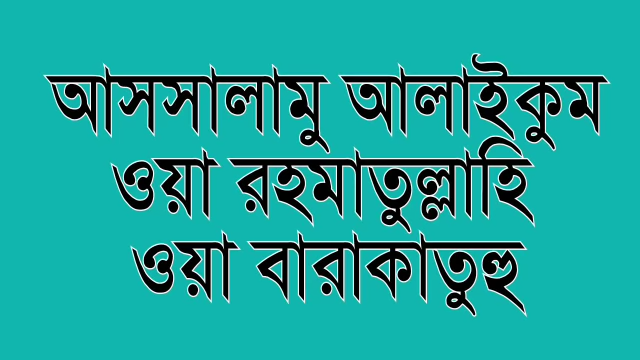 আসসালামু আলাইকুম
ওয়া রহমাতুল্লাহি
ওয়া বারাকাতুহু